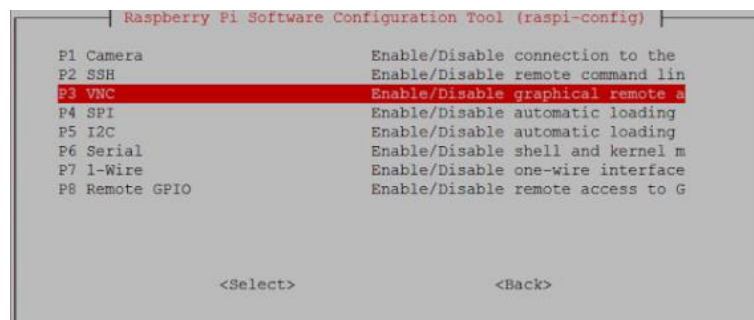 Raspberry Pi Software Configuration Tool (raspi-config)
P1 Camera Enable/Disable connection to the
P2 SSH Enable/Disable remote command lin
P3 VNC Enable/Disable graphical remote a
P4 SPI Enable/Disable automatic loading
P5 I2C Enable/Disable automatic loading
P6 Serial Enable/Disable shell and kernel m
P7 1-Wire Enable/Disable one-wire interface
P8 Remote GPIO Enable/Disable remote access to G
<Select> <Back>